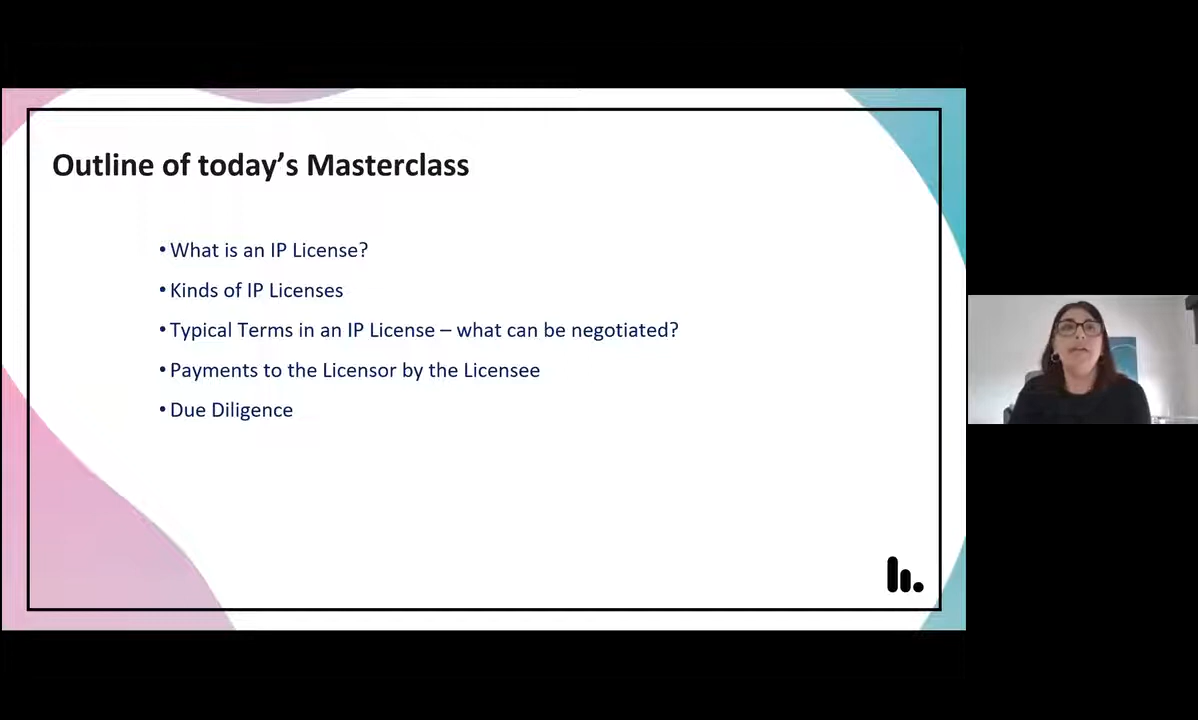 Outline of today's Masterclass
• What is an IP License?
• Kinds of IP Licenses
• Typical Terms in an IP License – what can be negotiated?
• Payments to the Licensor by the Licensee
• Due Diligence